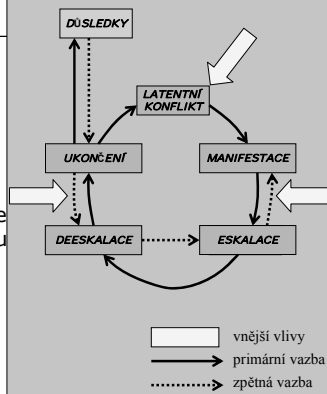 DŮSLEDKY
LATENTNÍ
KONFLIKT
UKONČENÍ
MANIFESTACE
e
u
DEESKALACE
ESKALACE
vnější vlivy
primární vazba
zpětná vazba